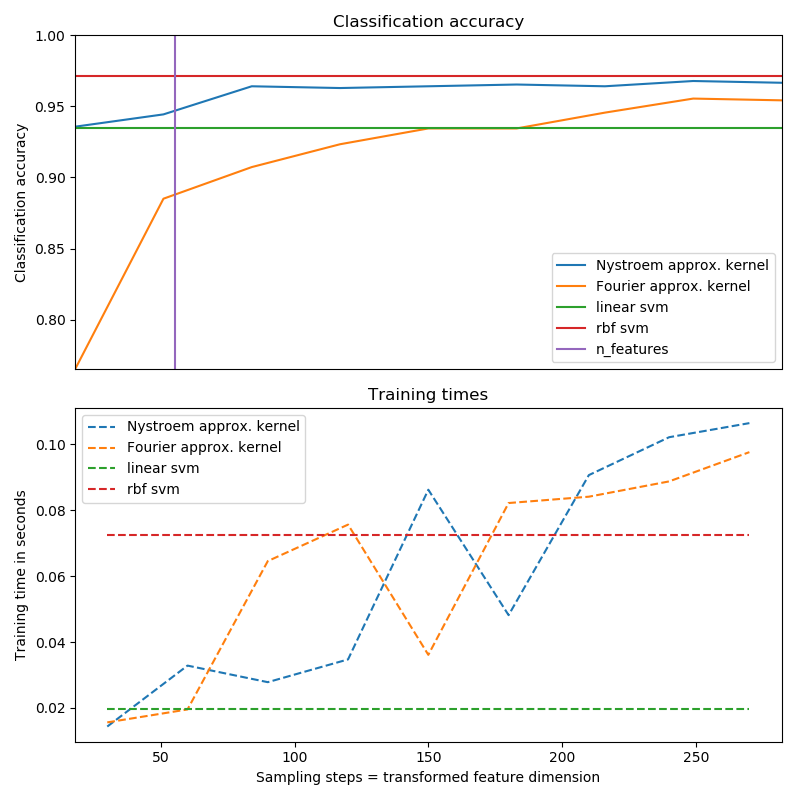 Classification accuracy
1.00
0.95
0.90
0.85
0.80
Classification accuracy
Nystroem approx. kernel
Fourier approx. kernel
linear svm
rbf svm
n_features
Training times
0.10
0.08
0.06
0.04
0.02
Training time in seconds
Nystroem approx. kernel
Fourier approx. kernel
linear svm
rbf svm
50
100
150
200
250
Sampling steps = transformed feature dimension